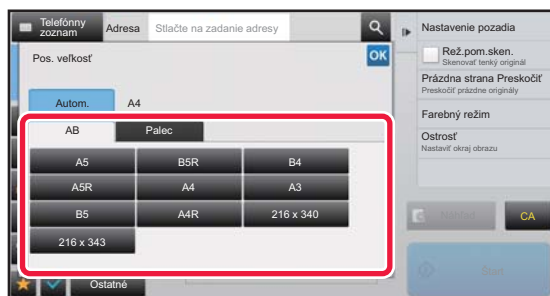 Telefónny
zoznam
Adresa
Stlačte na zadanie adresy
Pos. veľkosť
OK
Autom.
A4
AB
Palec
A5
B5R
B4
A5R
A4
A3
B5
A4R
216 x 340
216 x 343
Ostatné
Nastavenie pozadia
Rež.pom.sken.
Skenovať tenký originál
Prázdna strana Preskočiť
Preskočiť prázdne originály
Farebný režim
Ostrosť
Nastaviť okraj obrazu
CA
Štart